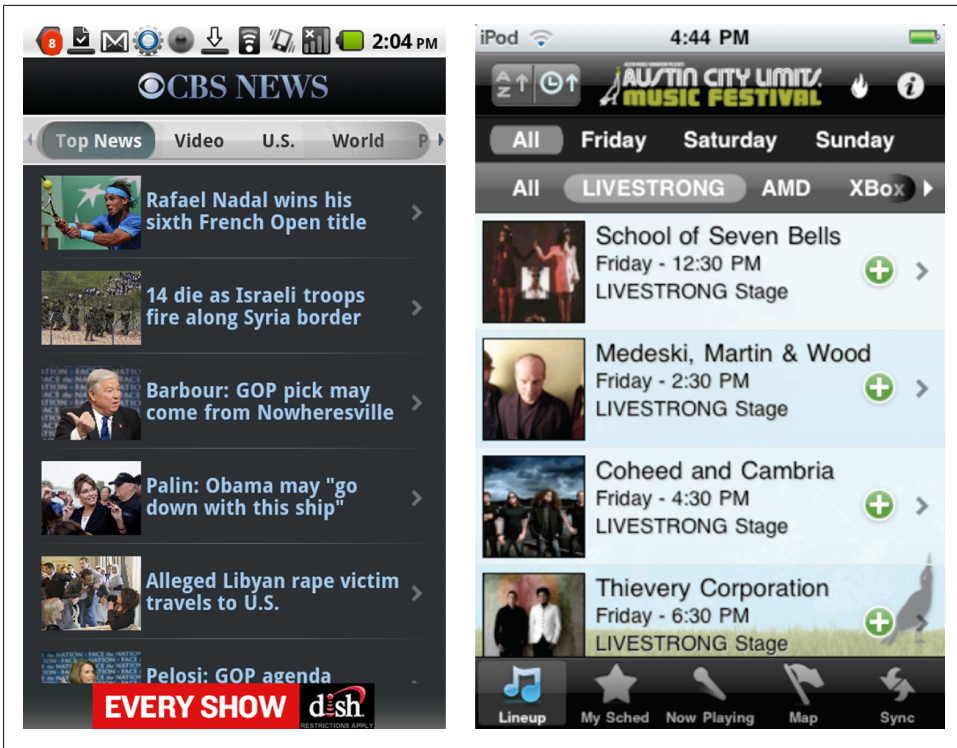 8
2:04 PM
CBS NEWS
Top News Video U.S. World P
Rafael Nadal wins his
sixth French Open title
14 die as Israeli troops
fire along Syria border
Barbour: GOP pick may
come from Nowheresville
Palin: Obama may "go
down with this ship"
Alleged Libyan rape victim
travels to U.S.
Pelosi: GOP agenda
EVERY SHOW dish
RESTRICTIONS APPLY.
iPod 4:44 PM
A
Z
AUSTIN CITY LIMITS
MUSIC FESTIVAL
i
All Friday Saturday Sunday
All LIVESTRONG AMD XBox
School of Seven Bells
Friday - 12:30 PM
LIVESTRONG Stage
Medeski, Martin & Wood
Friday - 2:30 PM
LIVESTRONG Stage
Coheed and Cambria
Friday - 4:30 PM
LIVESTRONG Stage
Thievery Corporation
Friday - 6:30 PM
LIVESTRONG Stage
Lineup My Sched Now Playing Map Sync